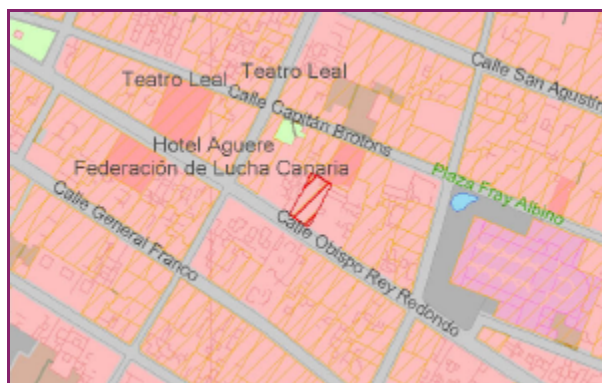 Calle San Agustín
Teatro Leal
Teatro Leal
Calle Capitán Brotons
Hotel Aguere
Federación de Lucha Canaria
Plaza Fray Albino
Calle General Franco
Calle Obispo Rey Redondo